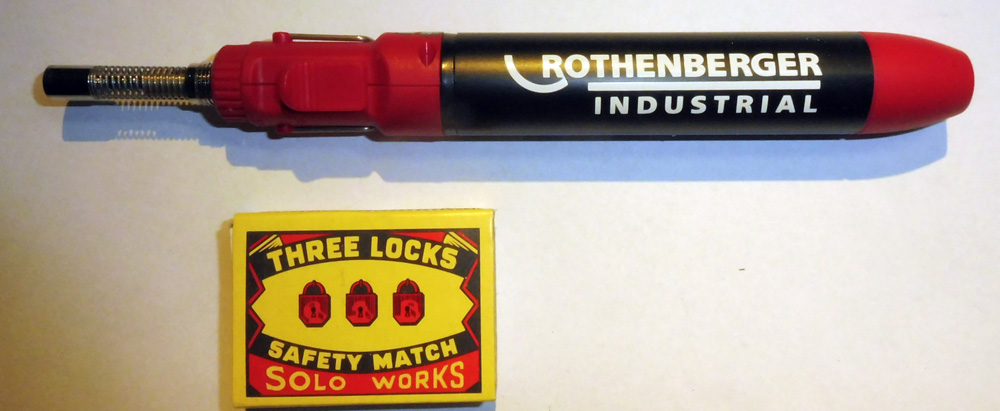 ROTHENBERGER
INDUSTRIAL
THREE LOCKS
SAFETY MATCH
SOLO WORKS